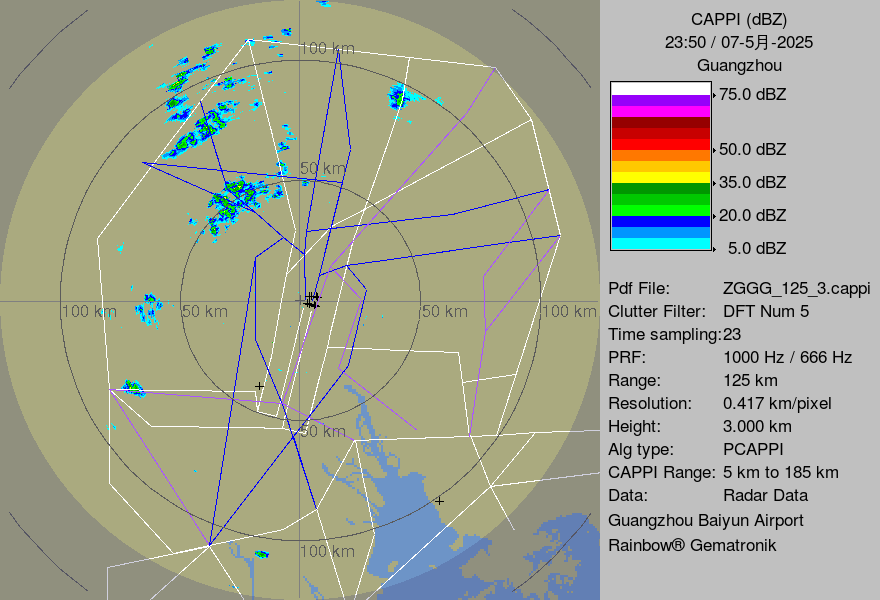 100 km
50 km
100 km
50 km
50 km
100 km
50 km
100 km
CAPPI (dBZ)
23:50 / 07-5月-2025
Guangzhou
75.0 dBZ
50.0 dBZ
35.0 dBZ
20.0 dBZ
5.0 dBZ
Pdf File: ZGGG_125_3.cappi
Clutter Filter: DFT Num 5
Time sampling:23
PRF: 1000 Hz / 666 Hz
Range: 125 km
Resolution: 0.417 km/pixel
Height: 3.000 km
Alg type: PCAPPI
CAPPI Range: 5 km to 185 km
Data: Radar Data
Guangzhou Baiyun Airport
Rainbow® Gematronik